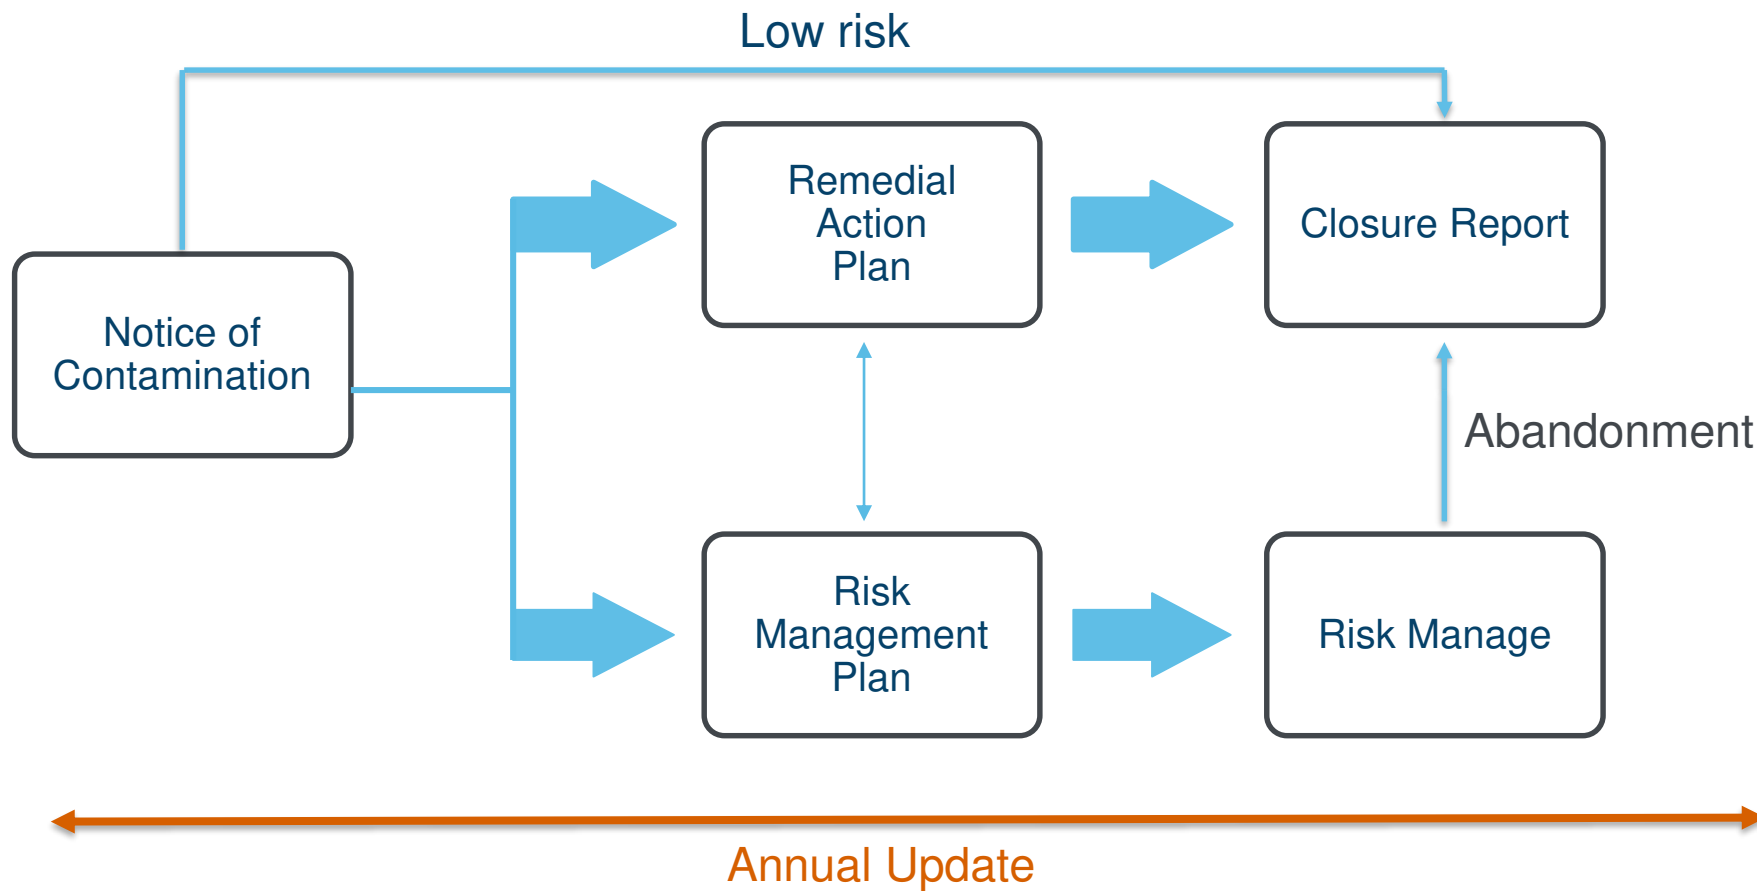 Low risk
Remedial
Action
Plan
Closure Report
Notice of
Contamination
Abandonment
Risk
Management
Plan
Risk Manage
Annual Update